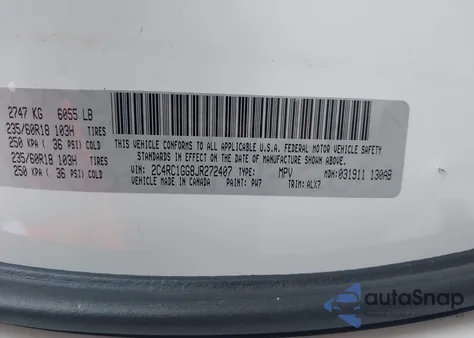 2747 KG 6055 LB
235/60R18 103H TIRES
250 KPA ( 36 PSI) COLD
235/60R18 103H TIRES
250 KPA ( 36 PSI) COLD
THIS VEHICLE CONFORMS TO ALL APPLICABLE U.S.A. FEDERAL MOTOR VEHICLE SAFETY
STANDARDS IN EFFECT ON THE DATE OF MANUFACTURE SHOWN ABOVE.
VIN: 2C4RC1GG8JR272407 TYPE: MPV MDH: 031911 130AB
VEHICLE MADE IN CANADA PAINT: PW7 TRIM: ALX7
autoSnap